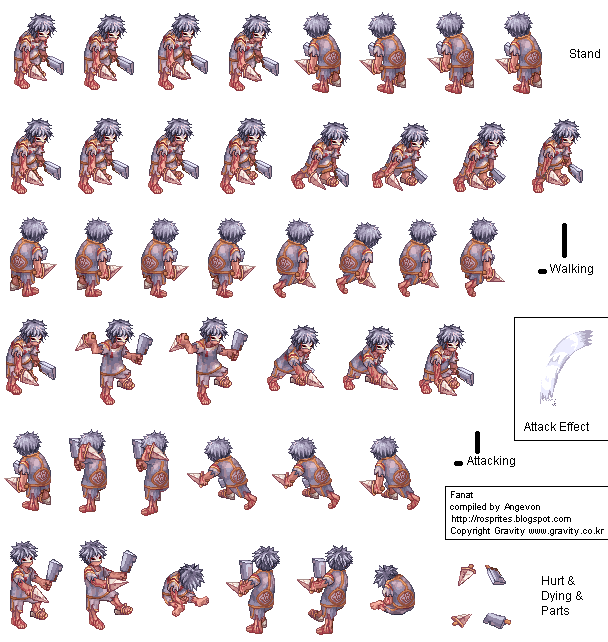 Stand
Walking
Attack Effect
Attacking
Fanat
compiled by Angevon
http://rosprites.blogspot.com
Copyright Gravity www.gravity.co.kr
Hurt &
Dying &
Parts